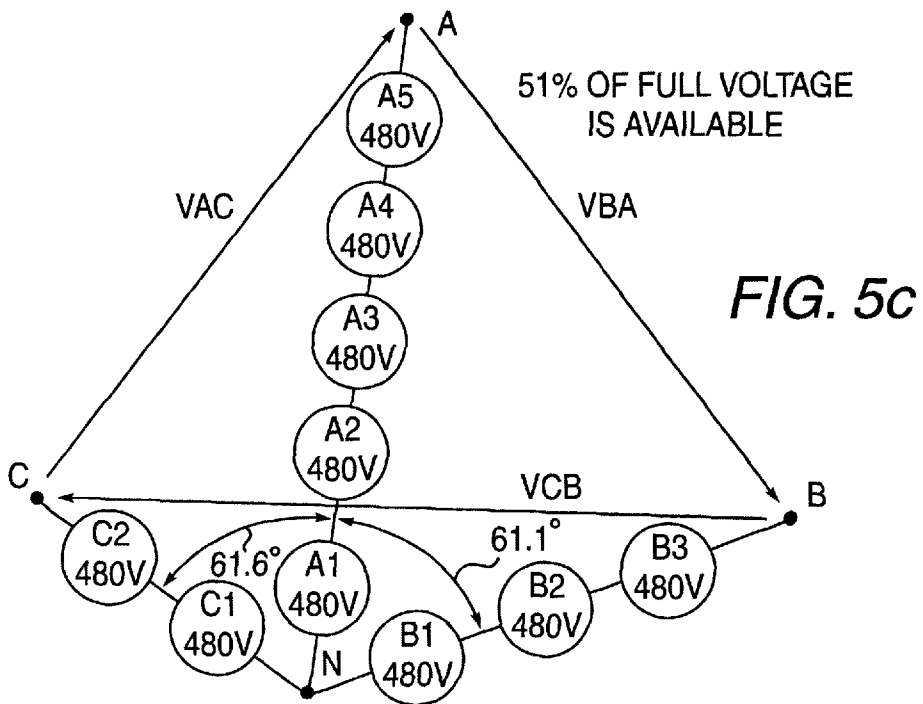 A
51% OF FULL VOLTAGE
IS AVAILABLE
A5
480V
VAC
VBA
A4
480V
FIG. 5c
A3
480V
A2
480V
C
VCB
B
C2
480V
61.6°
A1
480V
61.1°
B3
480V
B2
480V
C1
480V
B1
480V
N